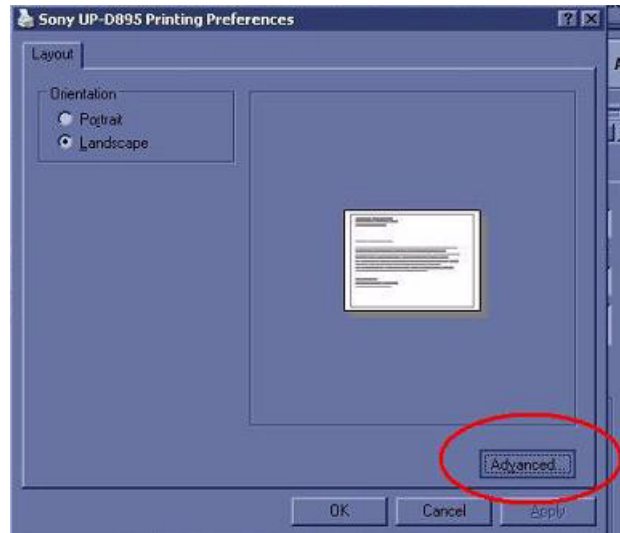 Sony UP-D895 Printing Preferences
Layout
Orientation
Portrait
Landscape
Advanced...
OK
Cancel
Apply